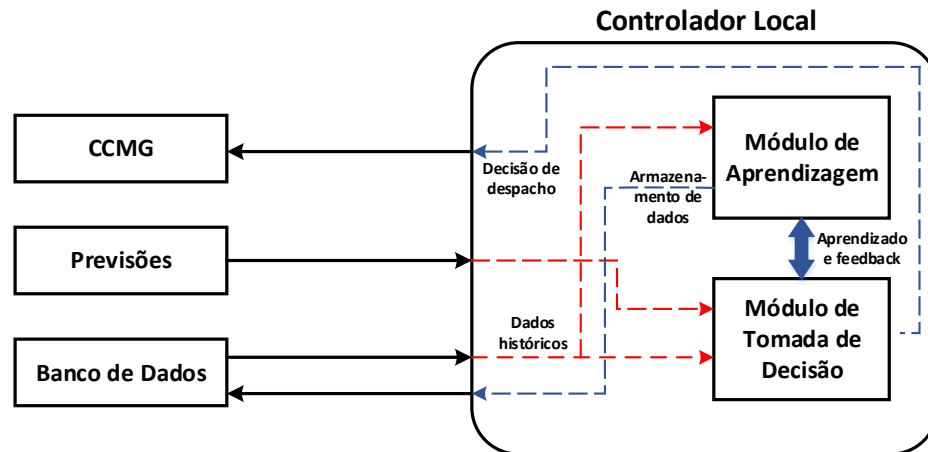 Controlador Local
CCMG
Decisão de
despacho
Módulo de
Aprendizagem
Armazena-
mento de
dados
Previsões
Aprendizado
e feedback
Dados
históricos
Módulo de
Tomada de
Decisão
Banco de Dados